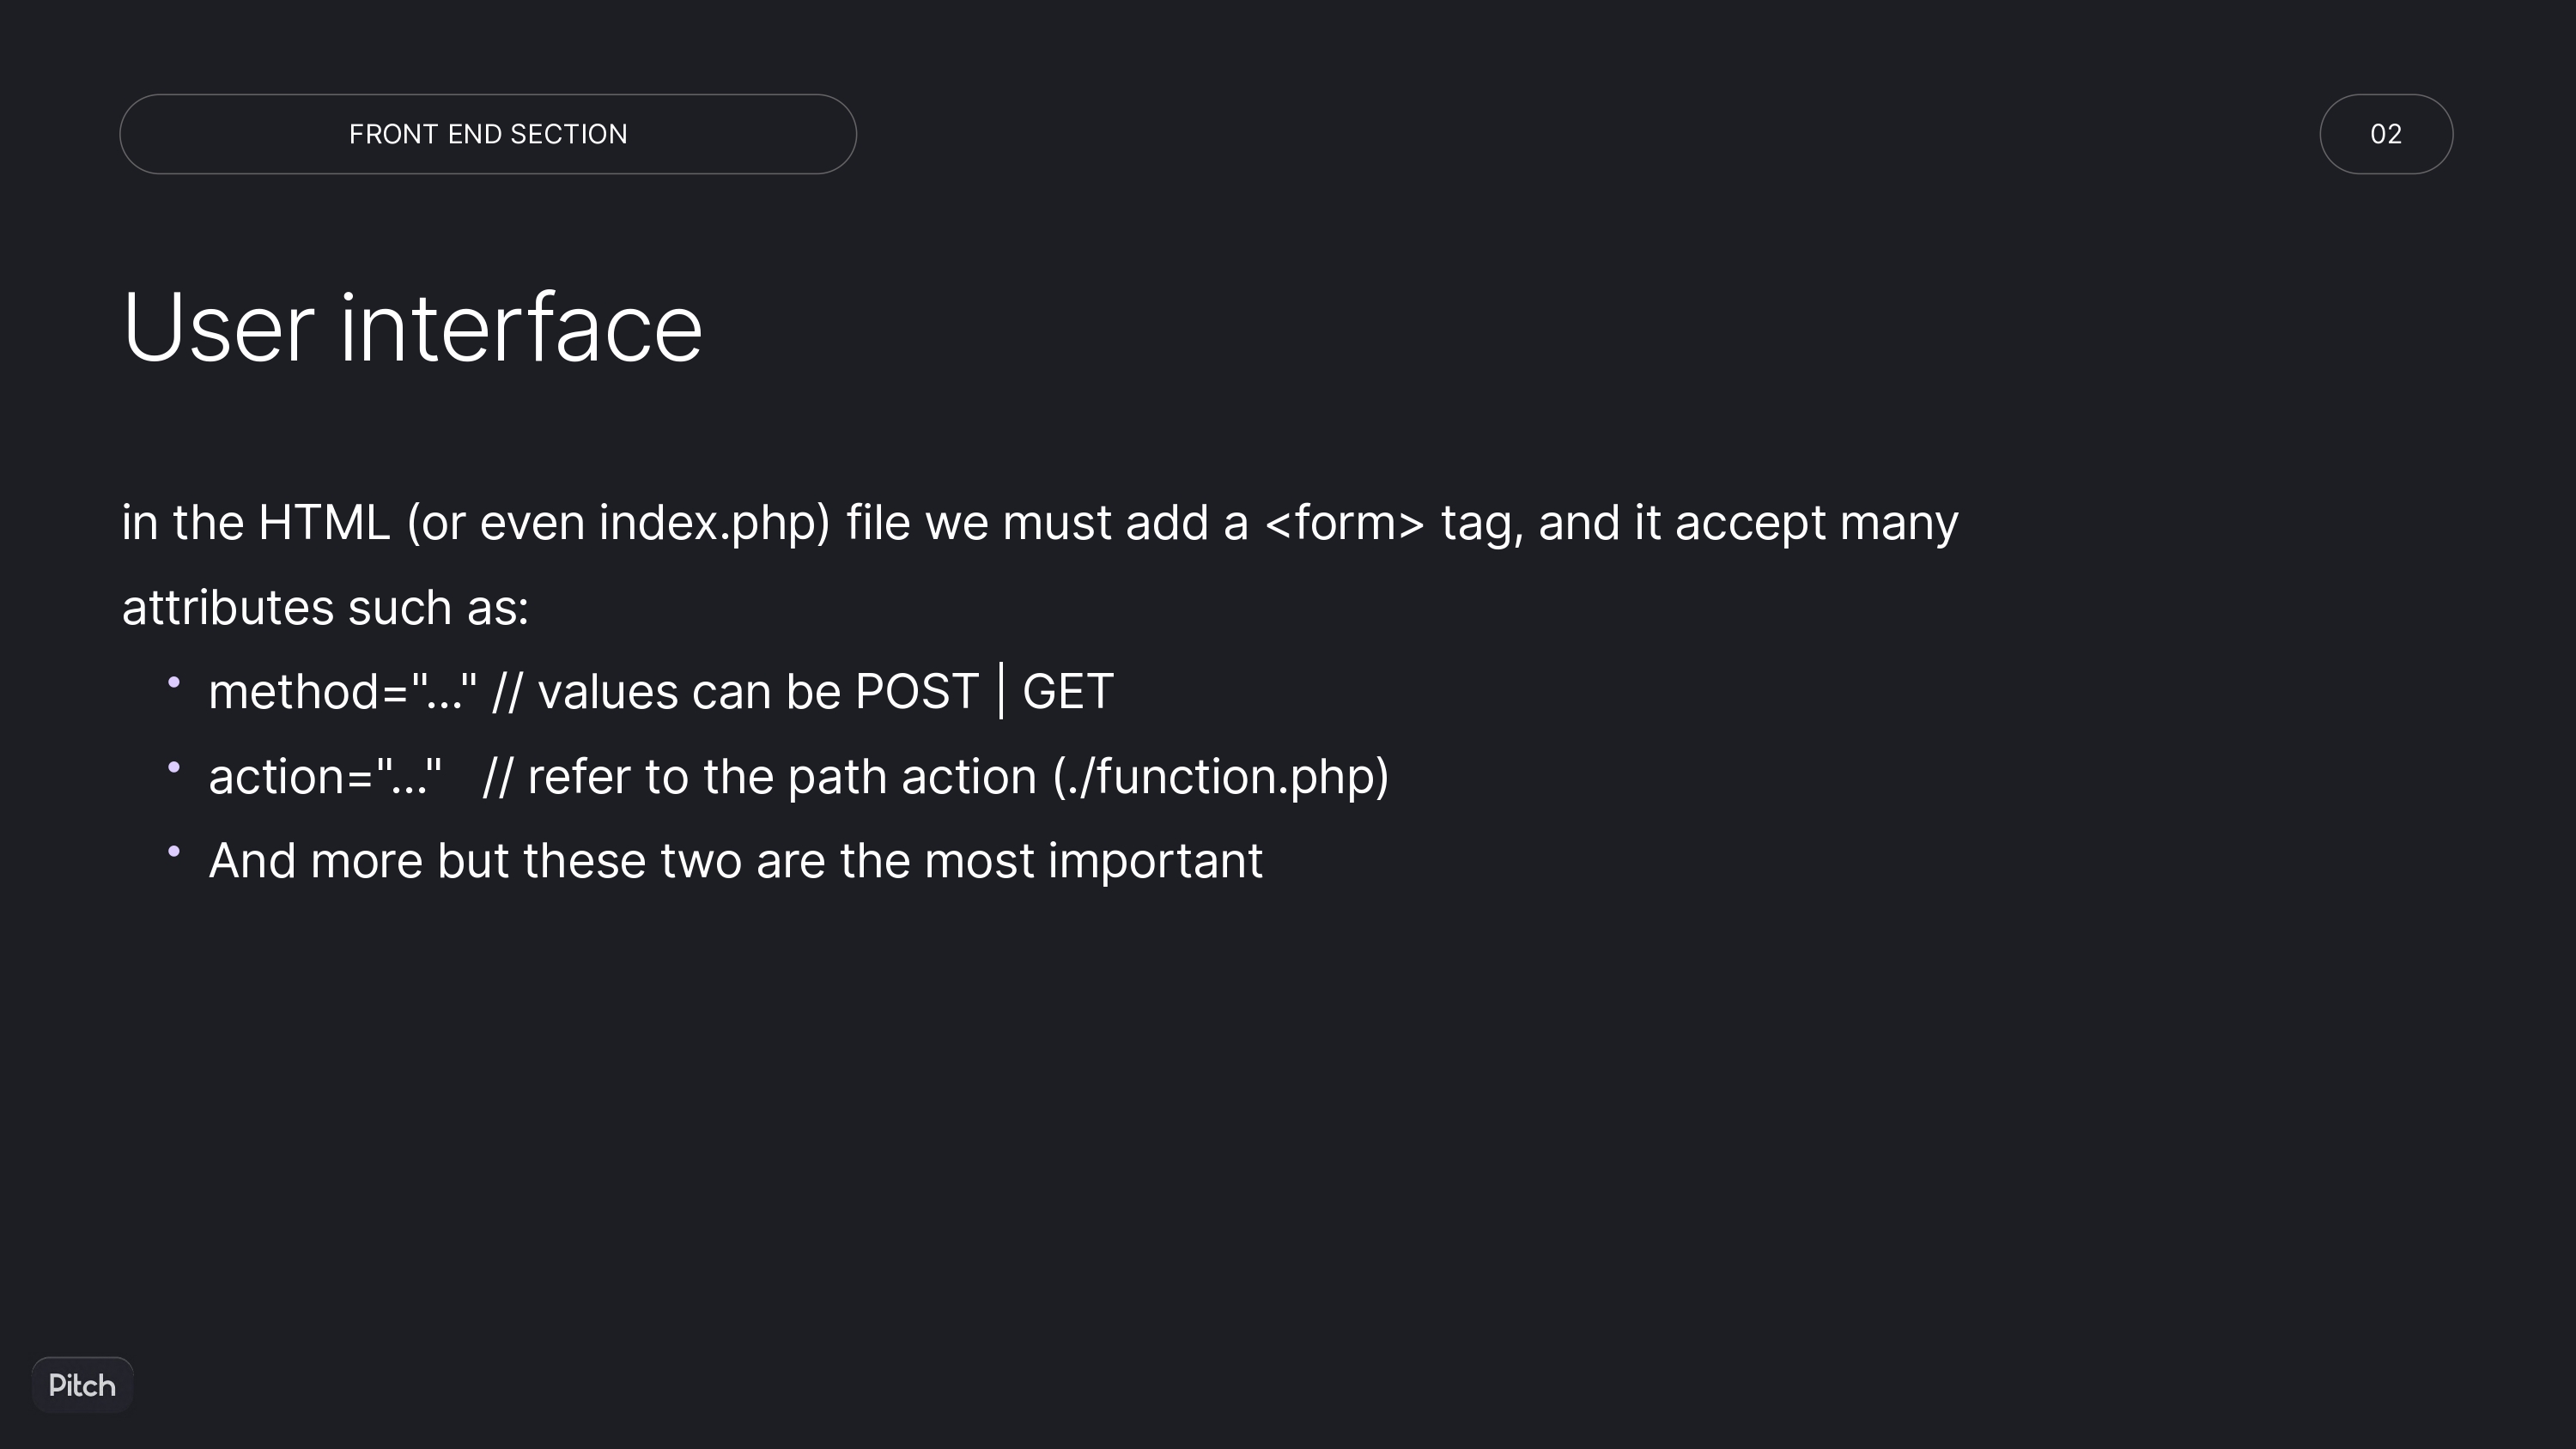 FRONT END SECTION
02
User interface
in the HTML (or even index.php) file we must add a <form> tag, and it accept many
attributes such as:
• method="..." // values can be POST | GET
• action="..."   // refer to the path action (./function.php)
• And more but these two are the most important
Pitch